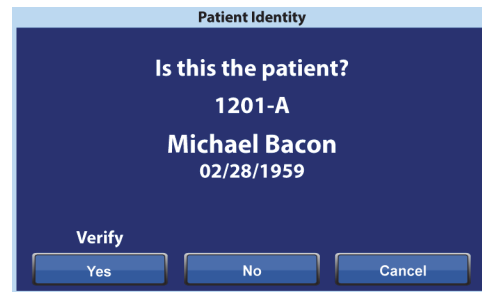 Patient Identity
Is this the patient?
1201-A
Michael Bacon
02/28/1959
Verify
Yes No Cancel